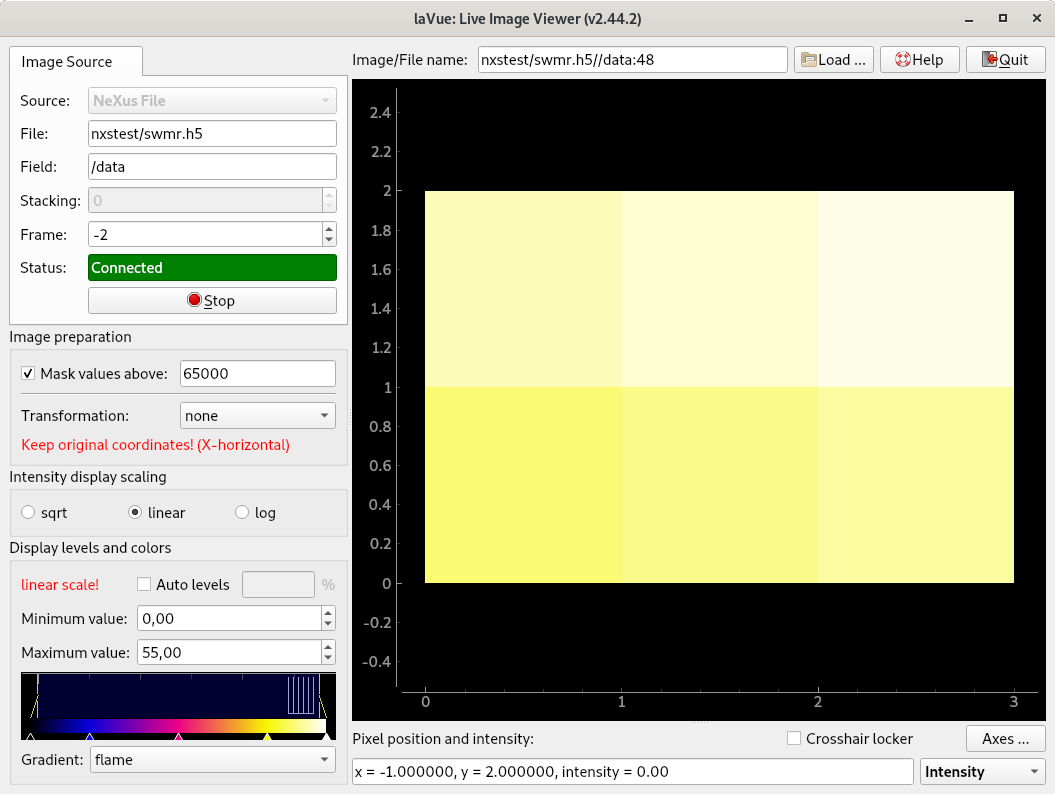 laVue: Live Image Viewer (v2.44.2)
Image Source
Image/File name: nxstest/swmr.h5//data:48 Load ... Help Quit
Source: NeXus File
File: nxstest/swmr.h5
Field: /data
Stacking: 0
Frame: -2
Status: Connected
Stop
Image preparation
Mask values above: 65000
Transformation: none
Keep original coordinates! (X-horizontal)
Intensity display scaling
sqrt linear log
Display levels and colors
linear scale! Auto levels %
Minimum value: 0,00
Maximum value: 55,00
Gradient: flame
2.4
2.2
2
1.8
1.6
1.4
1.2
1
0.8
0.6
0.4
0.2
0
-0.2
-0.4
0 1 2 3
Pixel position and intensity: Crosshair locker Axes ...
x = -1.000000, y = 2.000000, intensity = 0.00 Intensity